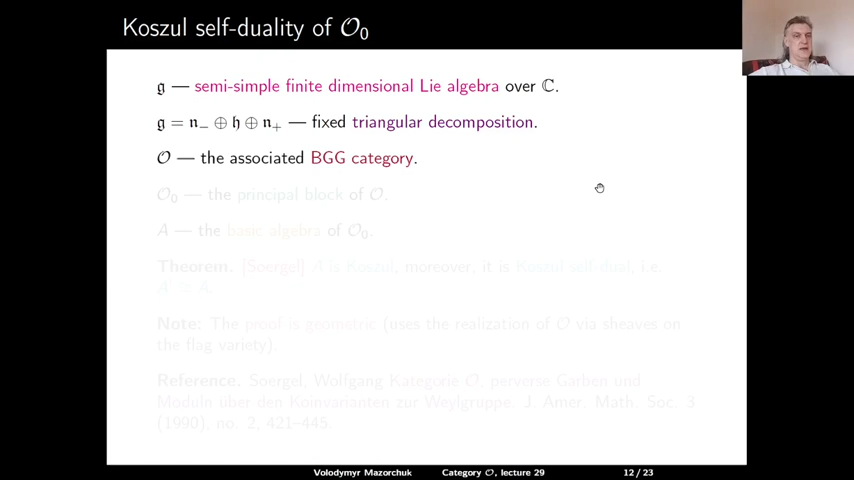 Koszul self-duality of 𝒪₀
𝔤 — semi-simple finite dimensional Lie algebra over ℂ.
𝔤 = 𝔫₋ ⊕ 𝔥 ⊕ 𝔫₊ — fixed triangular decomposition.
𝒪 — the associated BGG category.
𝒪₀ — the principal block of 𝒪.
A — the basic algebra of 𝒪₀.
Theorem. [Soergel] A is Koszul, moreover, it is Koszul self-dual, i.e.
Note: The proof is geometric (uses the realization of 𝒪 via sheaves on
the flag variety).
Reference. Soergel, Wolfgang Kategorie 𝒪, perverse Garben und
Moduln über den Koinvarianten zur Weylgruppe. J. Amer. Math. Soc. 3
(1990), no. 2, 421–445.
Volodymyr Mazorchuk Category 𝒪, lecture 29 12/23